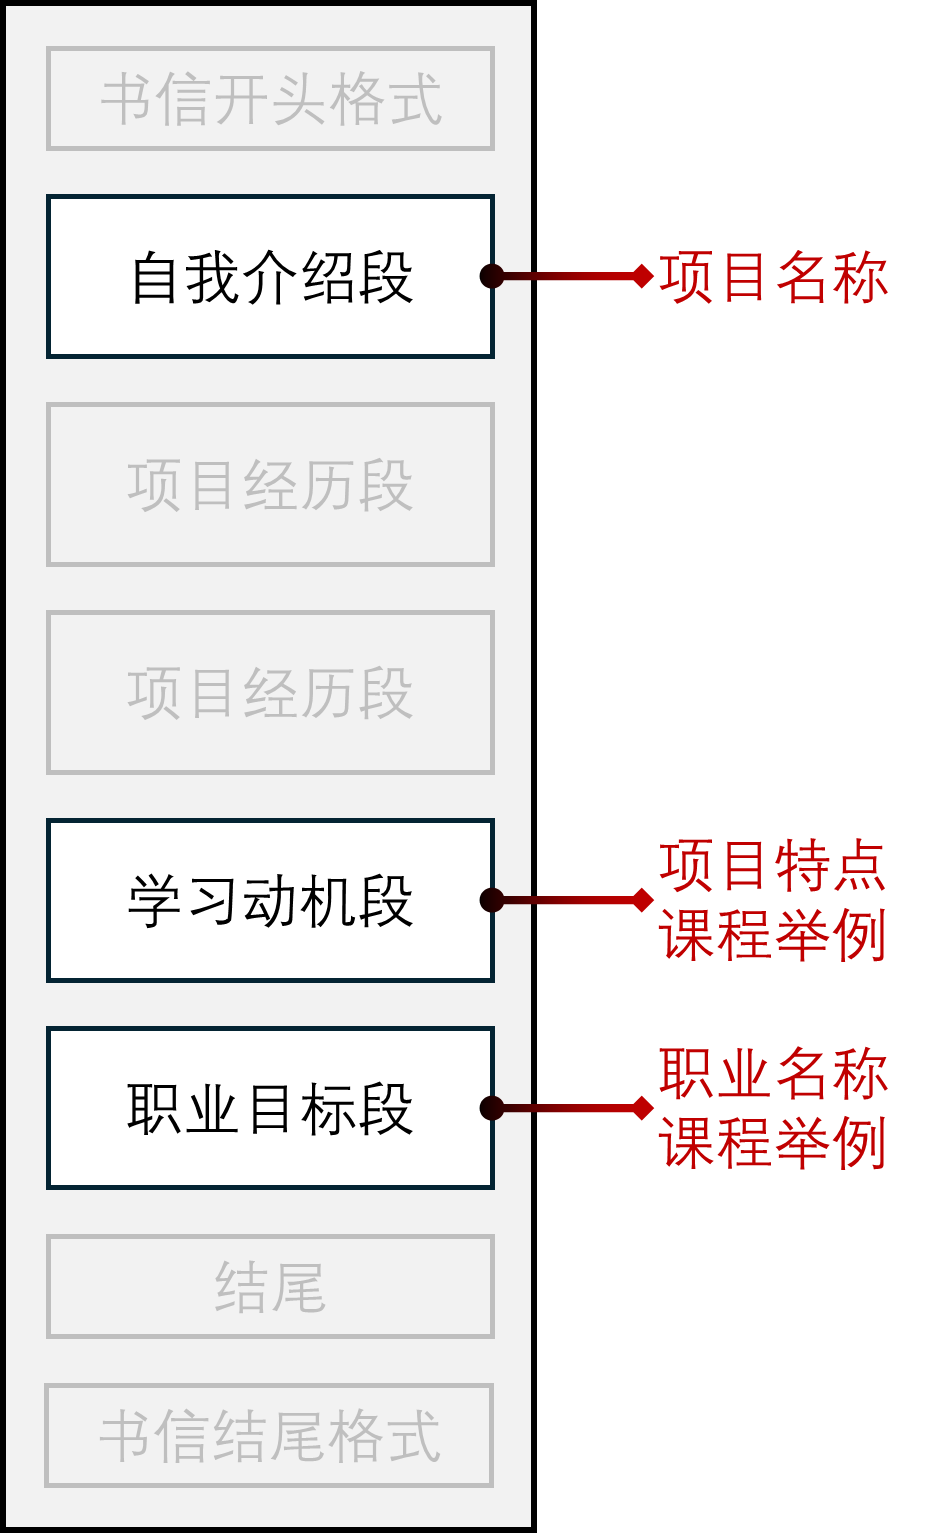 书信开头格式
自我介绍段
项目名称
项目经历段
项目经历段
学习动机段
项目特点
课程举例
职业目标段
职业名称
课程举例
结尾
书信结尾格式